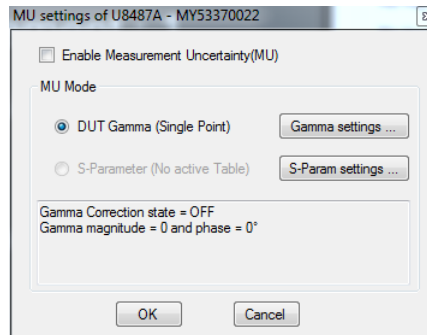 MU settings of U8487A - MY53370022
Enable Measurement Uncertainty(MU)
MU Mode
DUT Gamma (Single Point)
Gamma settings ...
S-Parameter (No active Table)
S-Param settings ...
Gamma Correction state = OFF
Gamma magnitude = 0 and phase = 0°
OK
Cancel